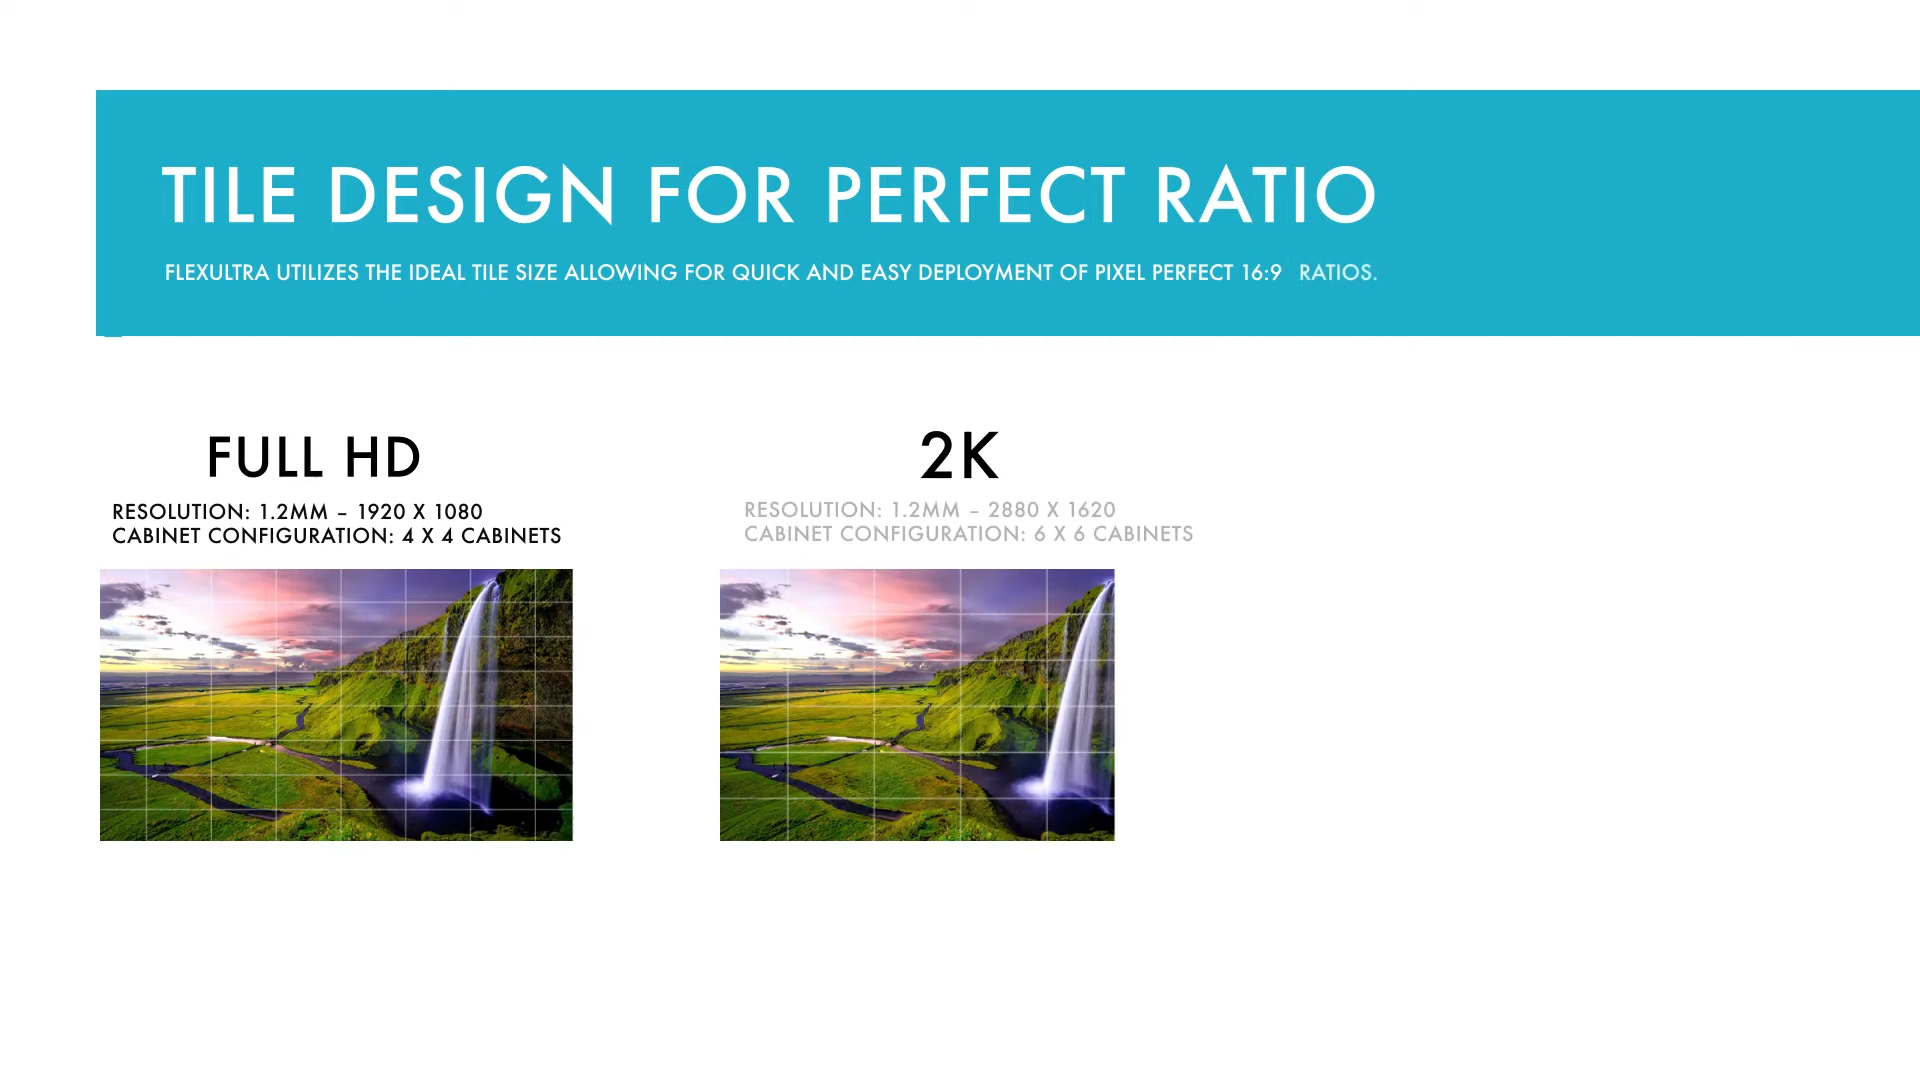 TILE DESIGN FOR PERFECT RATIO
FLEXULTRA UTILIZES THE IDEAL TILE SIZE ALLOWING FOR QUICK AND EASY DEPLOYMENT OF PIXEL PERFECT 16:9 RATIOS.
FULL HD
RESOLUTION: 1.2MM – 1920 X 1080
CABINET CONFIGURATION: 4 X 4 CABINETS
2K
RESOLUTION: 1.2MM – 2880 X 1620
CABINET CONFIGURATION: 6 X 6 CABINETS